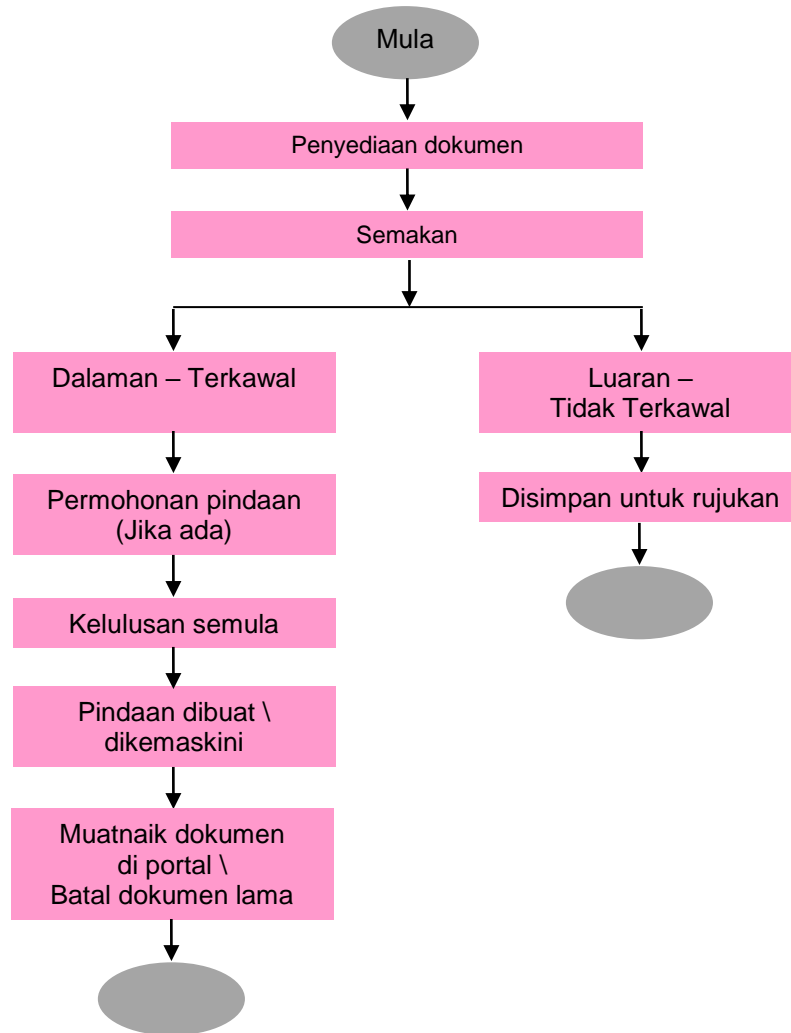 Mula
Penyediaan dokumen
Semakan
Dalaman – Terkawal
Luaran –
Tidak Terkawal
Permohonan pindaan
(Jika ada)
Disimpan untuk rujukan
Kelulusan semula
Pindaan dibuat \
dikemaskini
Muatnaik dokumen
di portal \
Batal dokumen lama